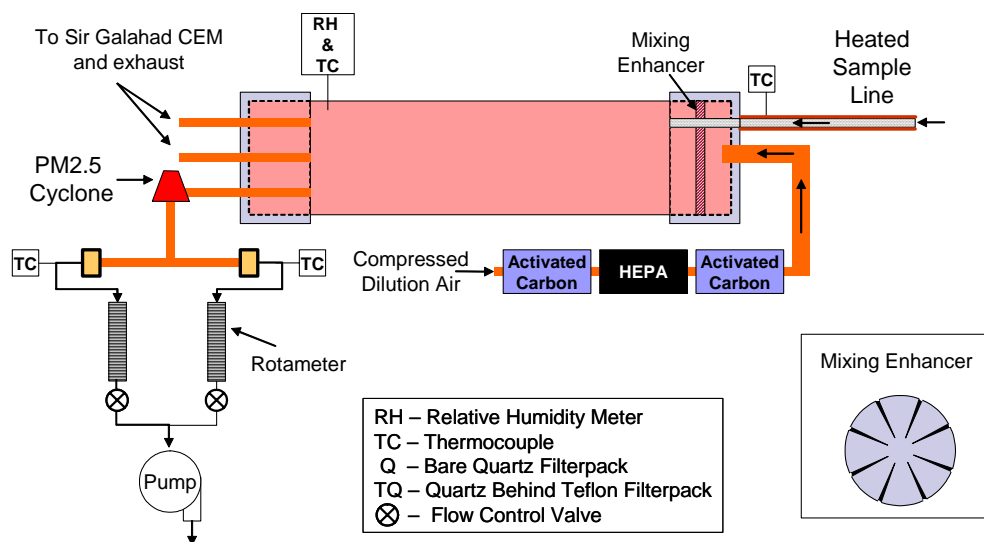 To Sir Galahad CEM
and exhaust
RH
&
TC
Mixing
Enhancer
TC
Heated
Sample
Line
PM2.5
Cyclone
TC
TC
Compressed
Dilution Air
Activated
Carbon
HEPA
Activated
Carbon
Rotameter
Pump
RH – Relative Humidity Meter
TC – Thermocouple
Q – Bare Quartz Filterpack
TQ – Quartz Behind Teflon Filterpack
– Flow Control Valve
Mixing Enhancer